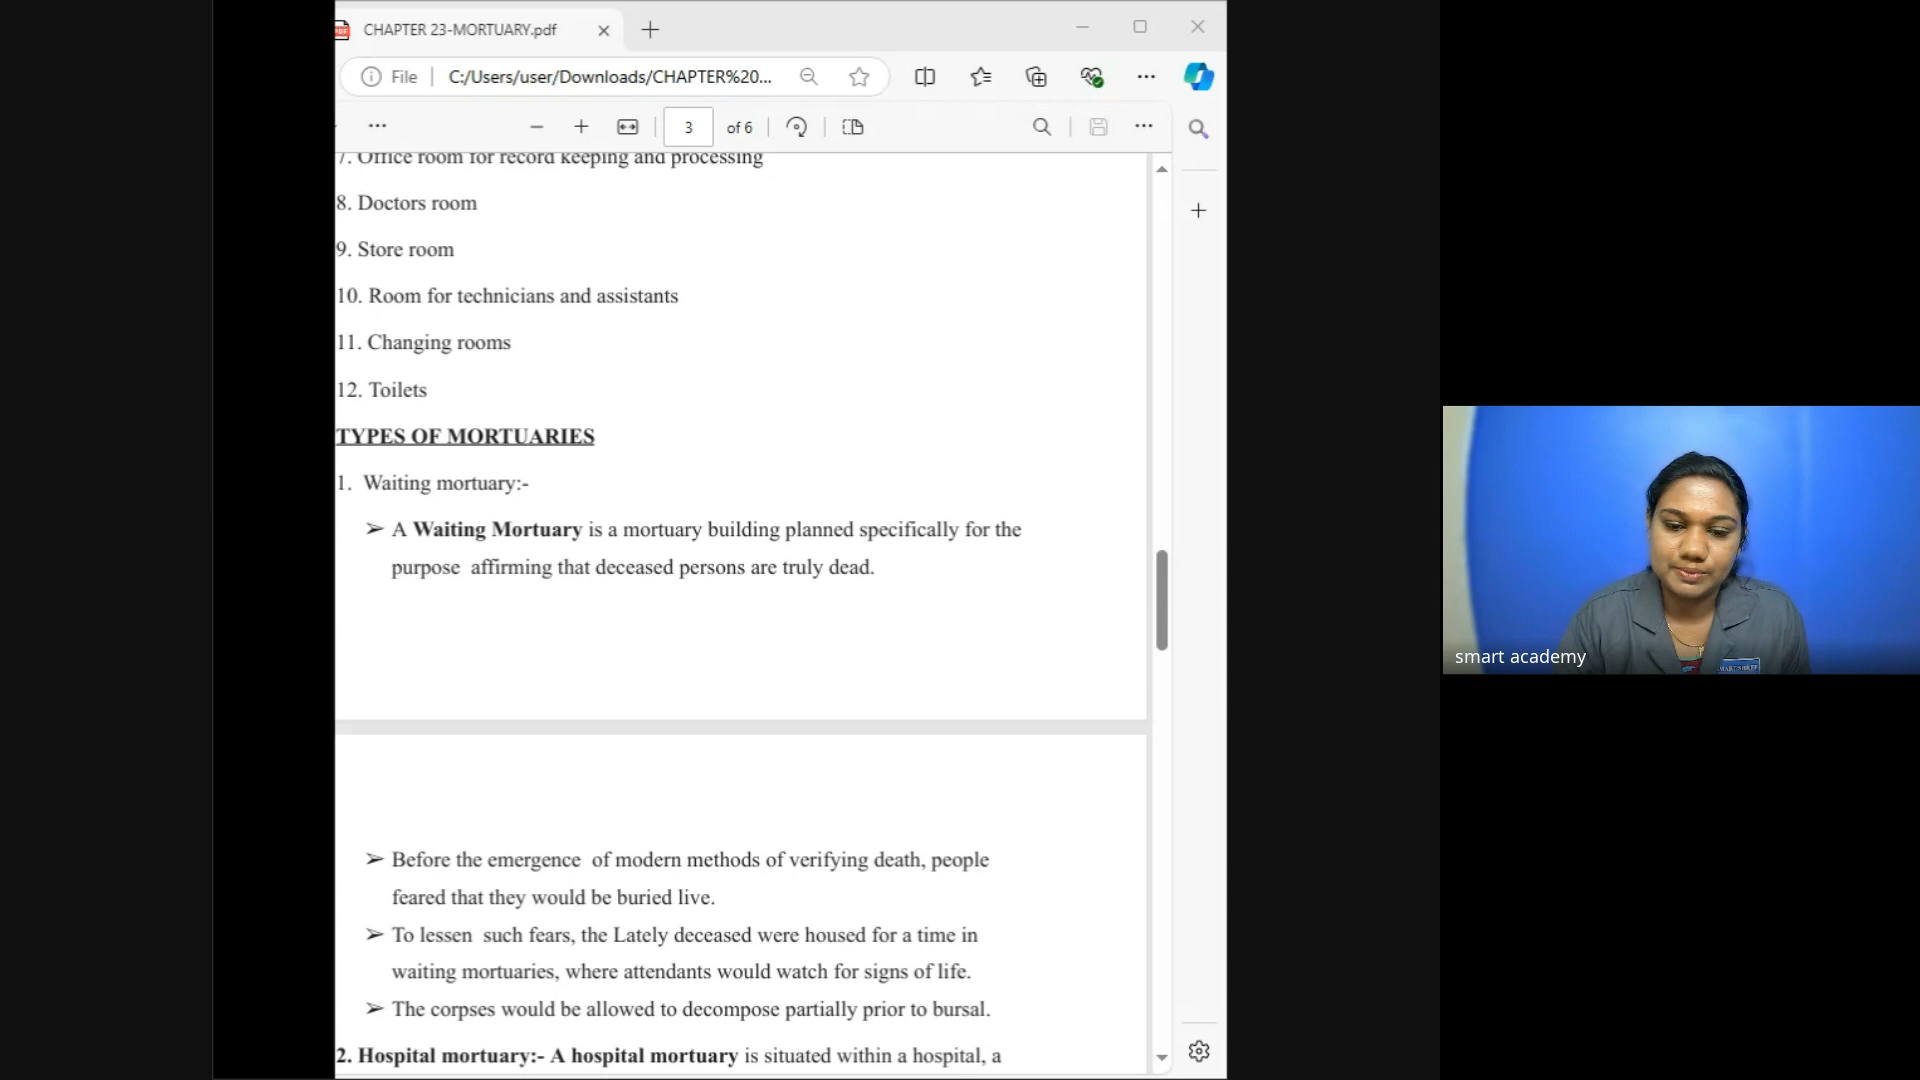 CHAPTER 23-MORTUARY.pdf
File
C:/Users/user/Downloads/CHAPTER%20...
3 of 6
7. Office room for record keeping and processing
8. Doctors room
9. Store room
10. Room for technicians and assistants
11. Changing rooms
12. Toilets
TYPES OF MORTUARIES
1. Waiting mortuary:-
➢ A Waiting Mortuary is a mortuary building planned specifically for the
purpose affirming that deceased persons are truly dead.
➢ Before the emergence of modern methods of verifying death, people
feared that they would be buried live.
➢ To lessen such fears, the Lately deceased were housed for a time in
waiting mortuaries, where attendants would watch for signs of life.
➢ The corpses would be allowed to decompose partially prior to bursal.
2. Hospital mortuary:- A hospital mortuary is situated within a hospital, a
smart academy